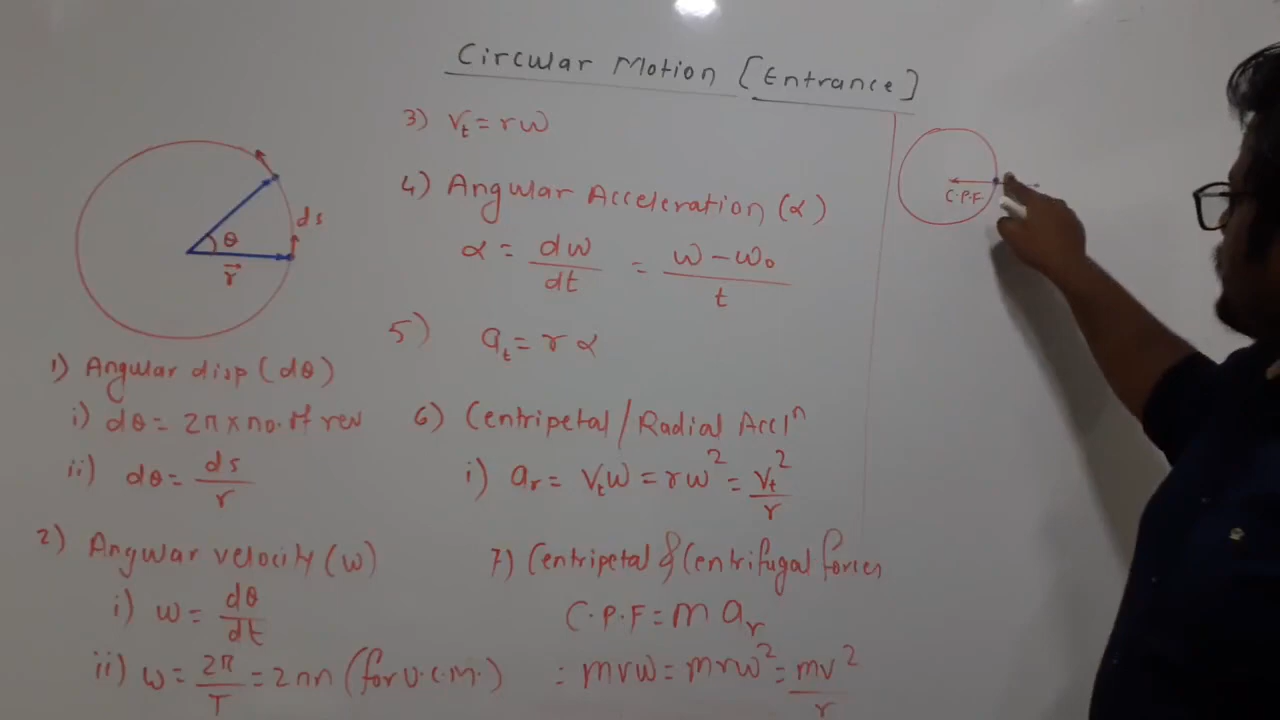 Circular Motion [Entrance]
ds
θ
r⃗
1) Angular disp (dθ)
i) dθ = 2π x no. of rev
ii) dθ = ds/r
2) Angular velocity (ω)
i) ω = dθ/dt
ii) ω = 2π/T = 2πn (for U.C.M.)
3) Vt = rω
4) Angular Acceleration (α)
α = dω/dt = ω - ω₀/t
5) at = rα
6) Centripetal / Radial Acclⁿ
i) ar = Vtω = rω² = Vt²/r
7) Centripetal & Centrifugal forces
C.P.F = m ar
= mvω = mrω² = mv²/r
C.P.F